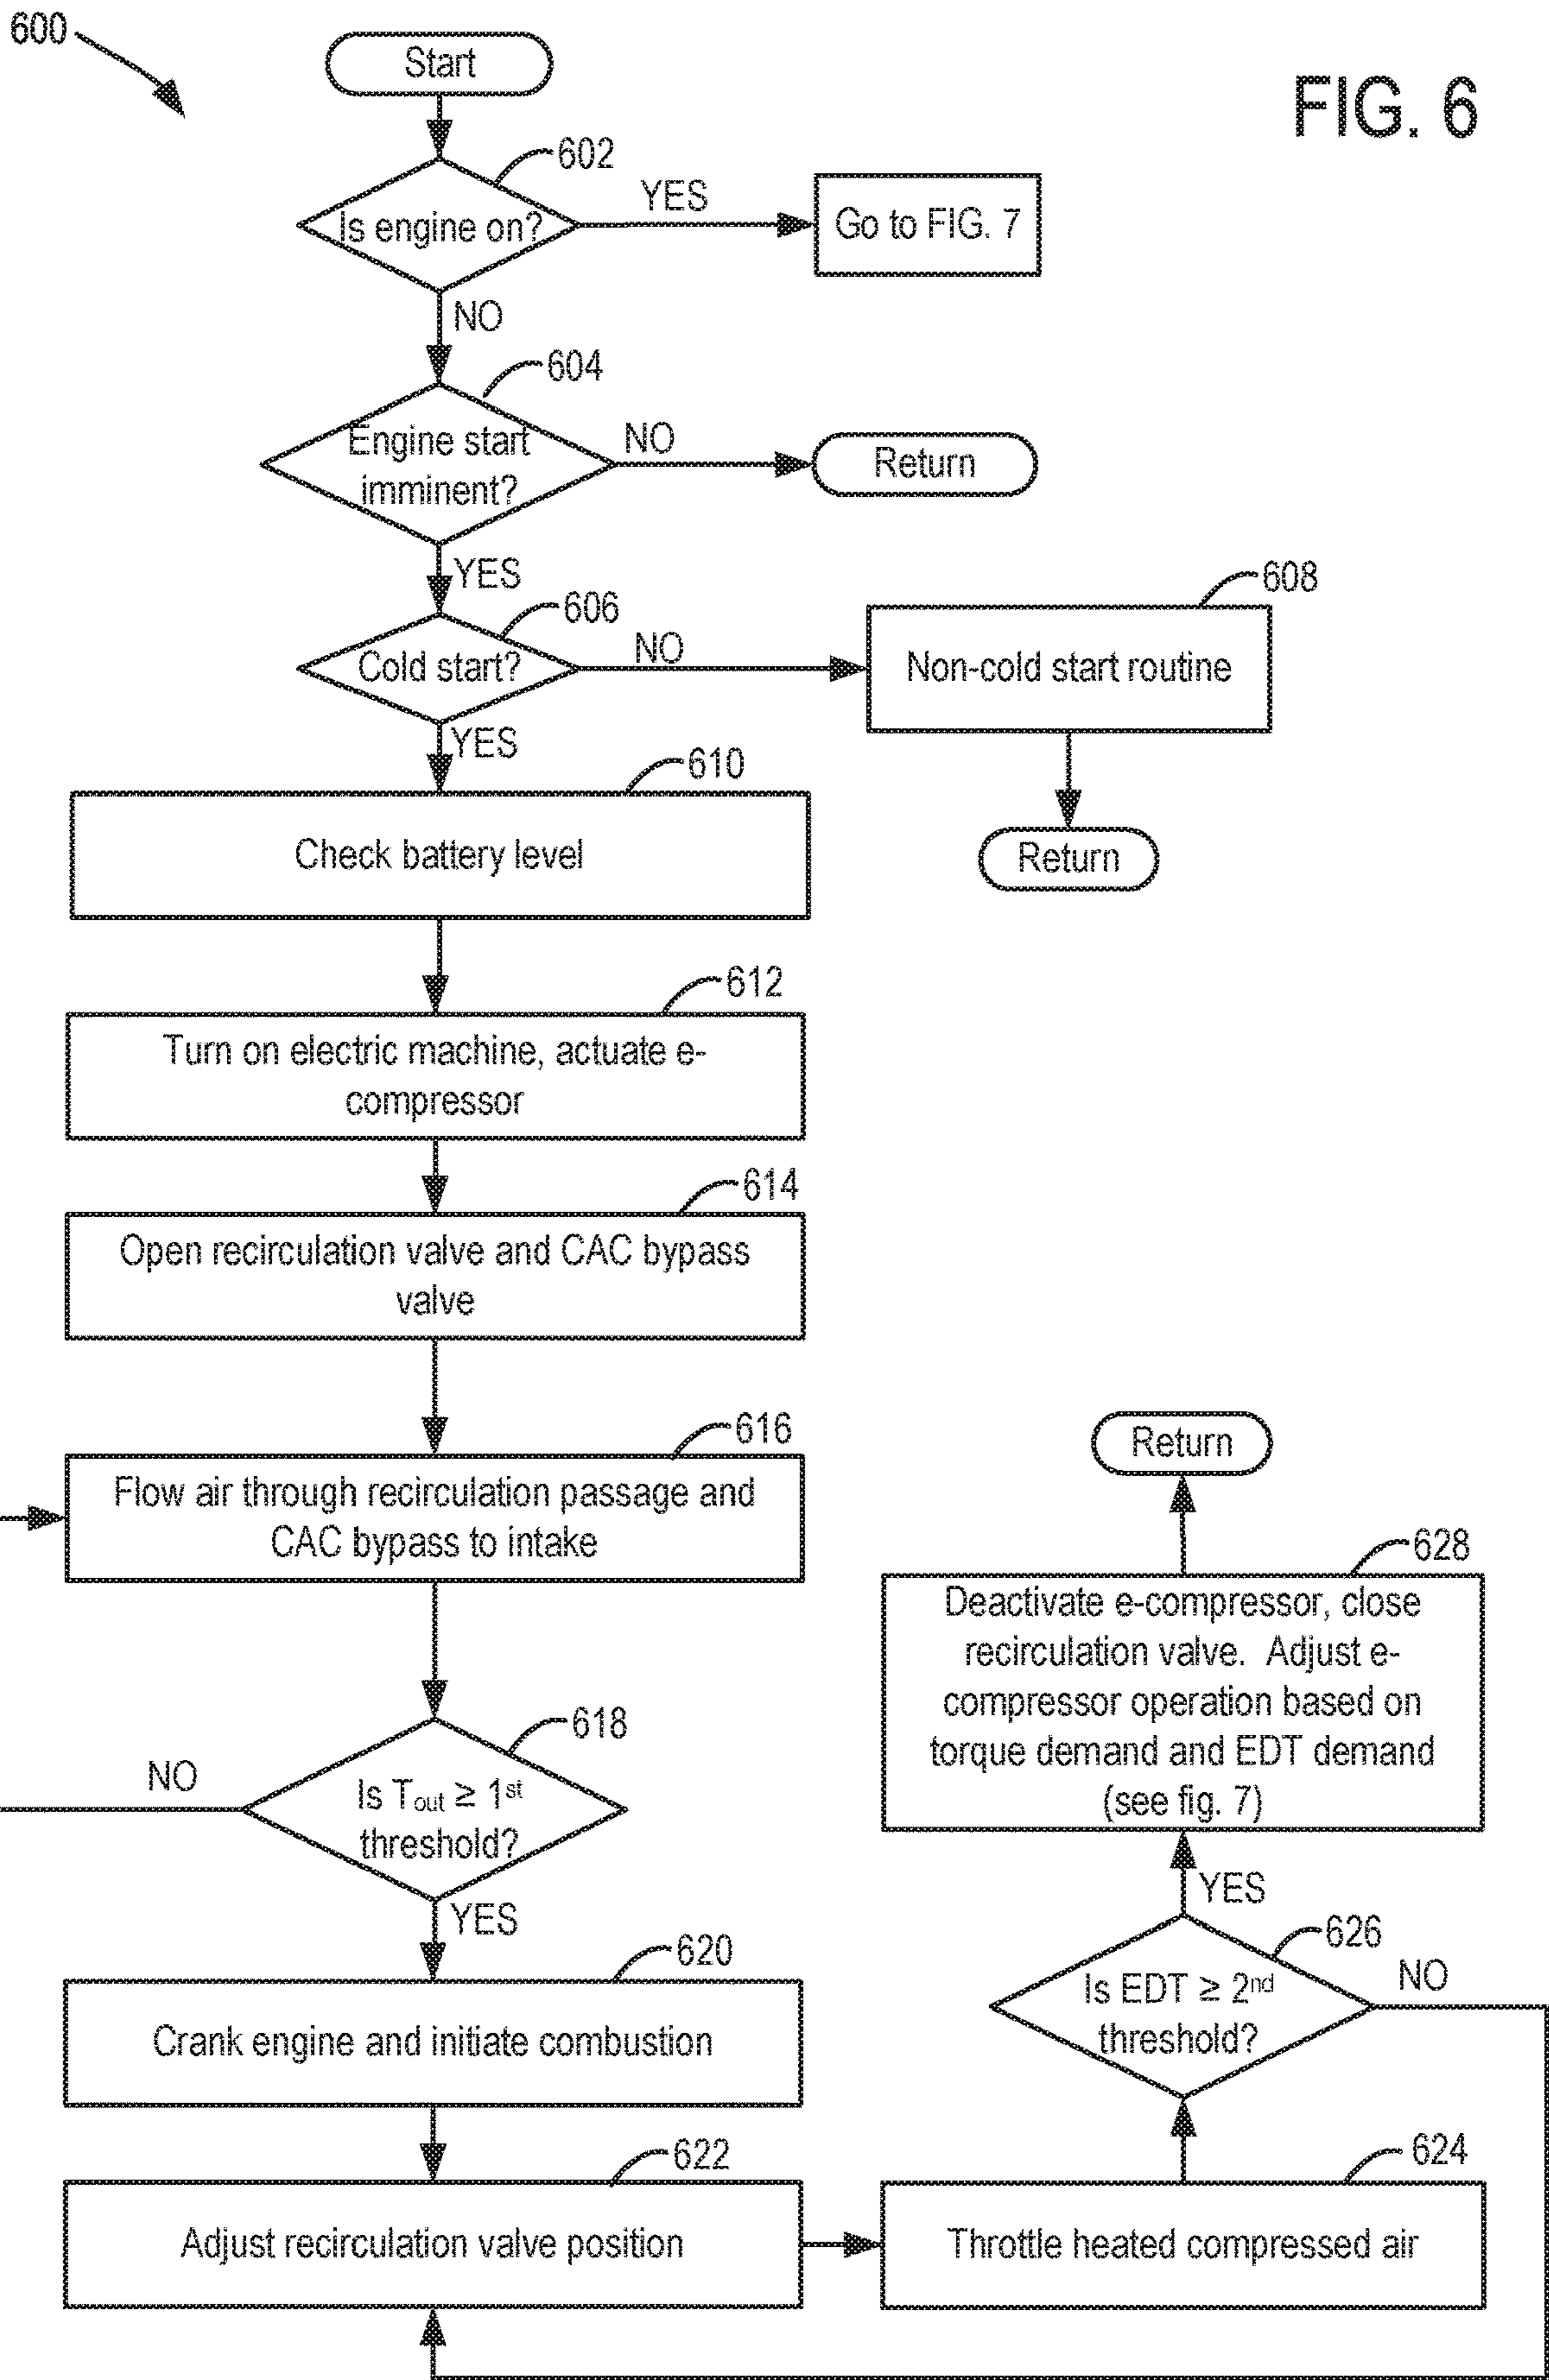 600
Start
FIG. 6
602
Is engine on?
YES
Go to FIG. 7
NO
604
Engine start
imminent?
NO
Return
YES
606
Cold start?
NO
608
Non-cold start routine
YES
Return
610
Check battery level
612
Turn on electric machine, actuate e-
compressor
614
Open recirculation valve and CAC bypass
valve
616
Flow air through recirculation passage and
CAC bypass to intake
618
Is Tout ≥ 1st
threshold?
NO
YES
620
Crank engine and initiate combustion
622
Adjust recirculation valve position
624
Throttle heated compressed air
626
Is EDT ≥ 2nd
threshold?
NO
YES
628
Deactivate e-compressor, close
recirculation valve.  Adjust e-
compressor operation based on
torque demand and EDT demand
(see fig. 7)
Return